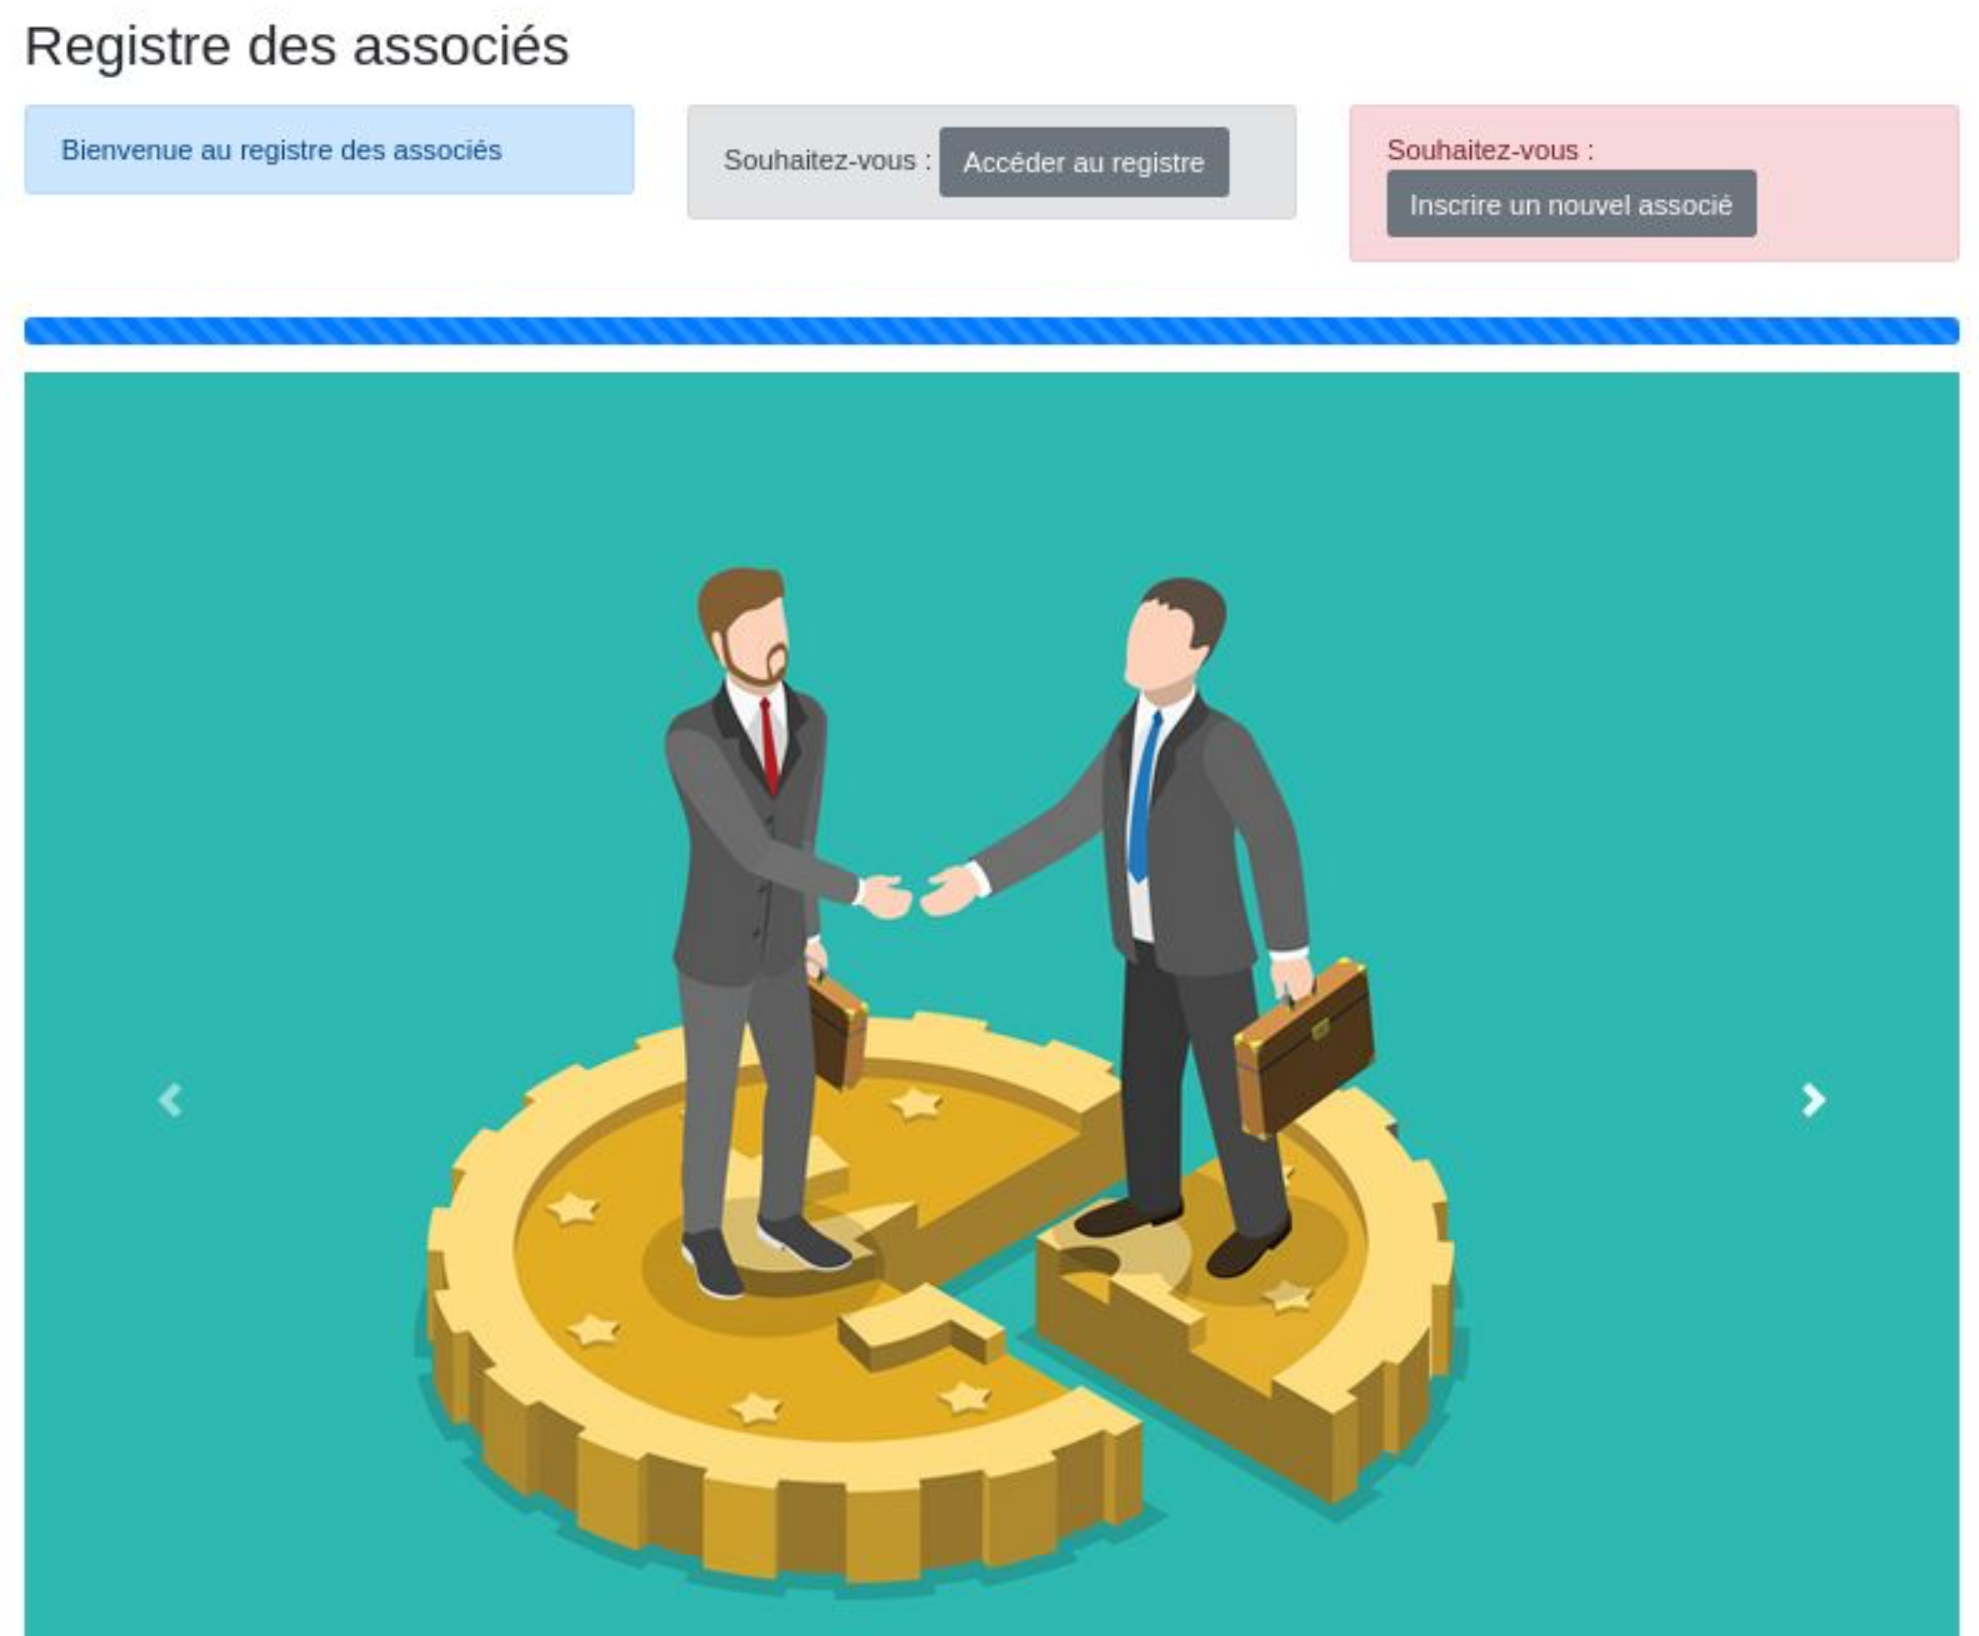 Registre des associés
Bienvenue au registre des associés
Souhaitez-vous : Accéder au registre
Souhaitez-vous :
Inscrire un nouvel associé